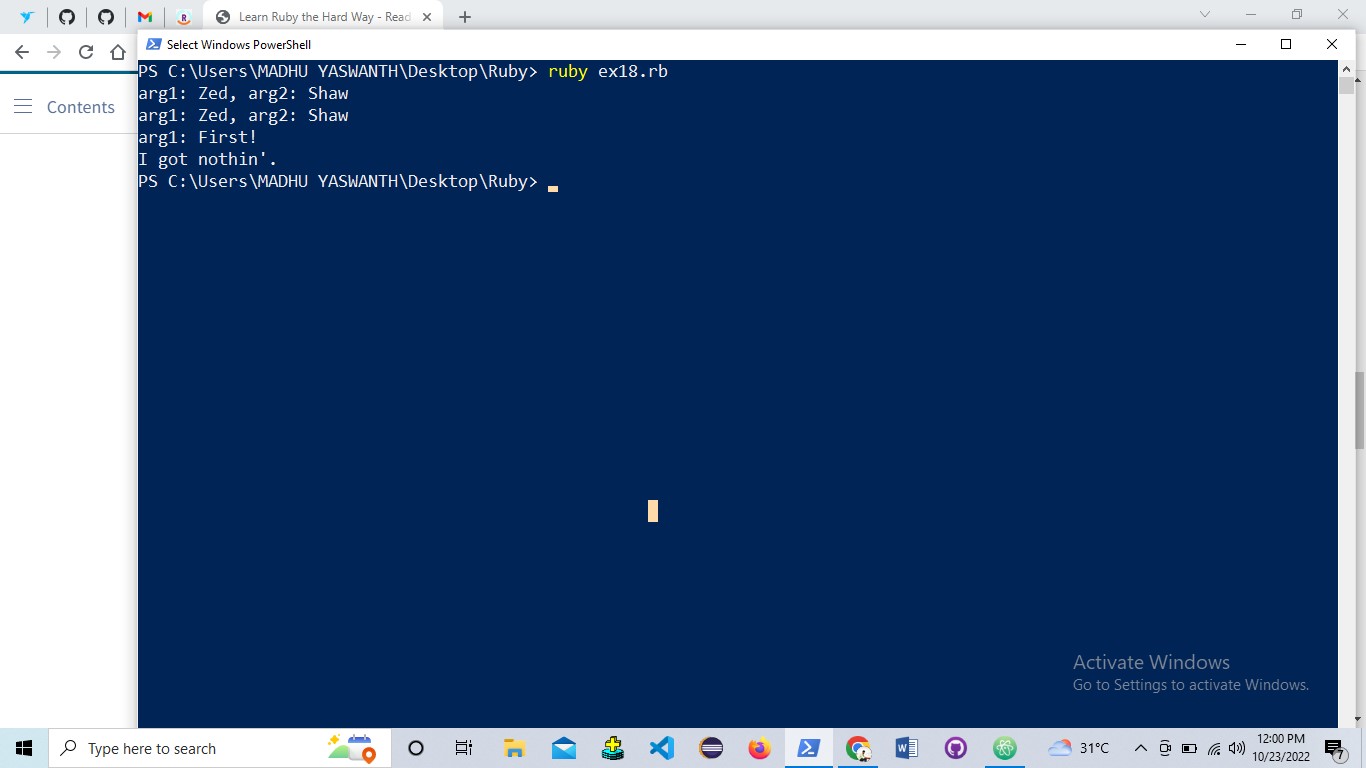 Learn Ruby the Hard Way - Read
Select Windows PowerShell
Contents
PS C:\Users\MADHU YASWANTH\Desktop\Ruby> ruby ex18.rb
arg1: Zed, arg2: Shaw
arg1: Zed, arg2: Shaw
arg1: First!
I got nothin'.
PS C:\Users\MADHU YASWANTH\Desktop\Ruby>
Activate Windows
Go to Settings to activate Windows.
Type here to search
31°C
12:00 PM
10/23/2022
7